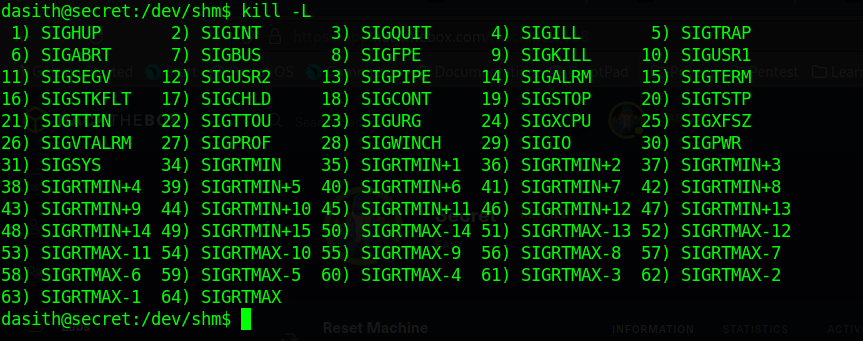 dasith@secret:/dev/shm$ kill -L
 1) SIGHUP       2) SIGINT       3) SIGQUIT      4) SIGILL       5) SIGTRAP
 6) SIGABRT      7) SIGBUS       8) SIGFPE       9) SIGKILL     10) SIGUSR1
11) SIGSEGV     12) SIGUSR2     13) SIGPIPE     14) SIGALRM     15) SIGTERM
16) SIGSTKFLT   17) SIGCHLD     18) SIGCONT     19) SIGSTOP     20) SIGTSTP
21) SIGTTIN     22) SIGTTOU     23) SIGURG      24) SIGXCPU     25) SIGXFSZ
26) SIGVTALRM   27) SIGPROF     28) SIGWINCH    29) SIGIO       30) SIGPWR
31) SIGSYS      34) SIGRTMIN    35) SIGRTMIN+1  36) SIGRTMIN+2  37) SIGRTMIN+3
38) SIGRTMIN+4  39) SIGRTMIN+5  40) SIGRTMIN+6  41) SIGRTMIN+7  42) SIGRTMIN+8
43) SIGRTMIN+9  44) SIGRTMIN+10 45) SIGRTMIN+11 46) SIGRTMIN+12 47) SIGRTMIN+13
48) SIGRTMIN+14 49) SIGRTMIN+15 50) SIGRTMAX-14 51) SIGRTMAX-13 52) SIGRTMAX-12
53) SIGRTMAX-11 54) SIGRTMAX-10 55) SIGRTMAX-9  56) SIGRTMAX-8  57) SIGRTMAX-7
58) SIGRTMAX-6  59) SIGRTMAX-5  60) SIGRTMAX-4  61) SIGRTMAX-3  62) SIGRTMAX-2
63) SIGRTMAX-1  64) SIGRTMAX
dasith@secret:/dev/shm$
Reset Machine INFORMATION STATISTICS